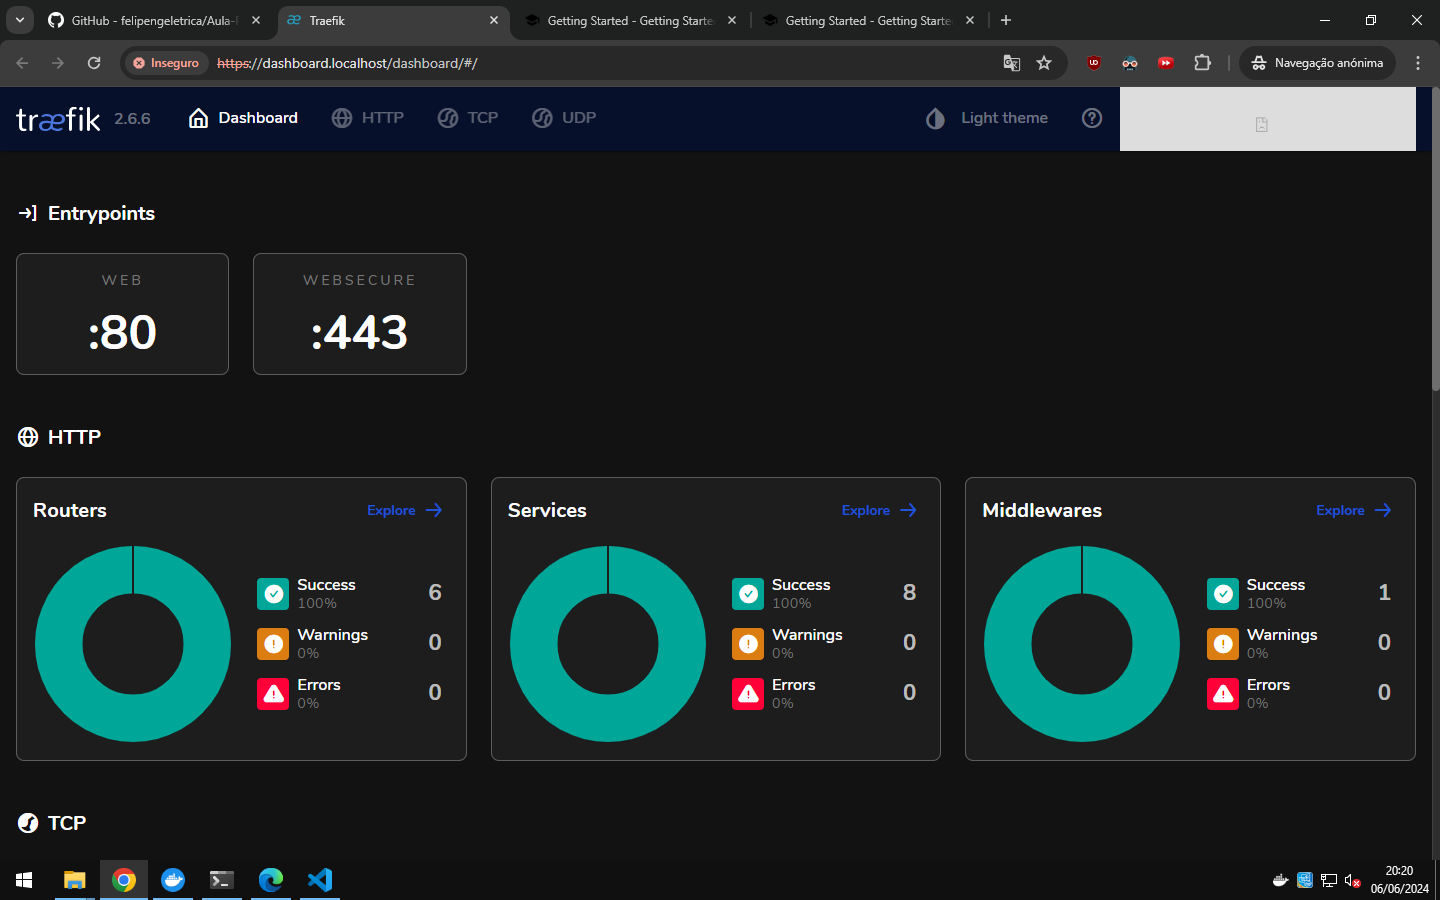 GitHub - felipengeletrica/Aula-
Traefik
Getting Started - Getting Starte
Getting Started - Getting Starte
Inseguro
https://dashboard.localhost/dashboard/#/
Navegação anónima
træfik 2.6.6
Dashboard
HTTP
TCP
UDP
Light theme
Entrypoints
WEB
:80
WEBSECURE
:443
HTTP
Routers
Explore
Success
100%
6
Warnings
0%
0
Errors
0%
0
Services
Explore
Success
100%
8
Warnings
0%
0
Errors
0%
0
Middlewares
Explore
Success
100%
1
Warnings
0%
0
Errors
0%
0
TCP
20:20
06/06/2024